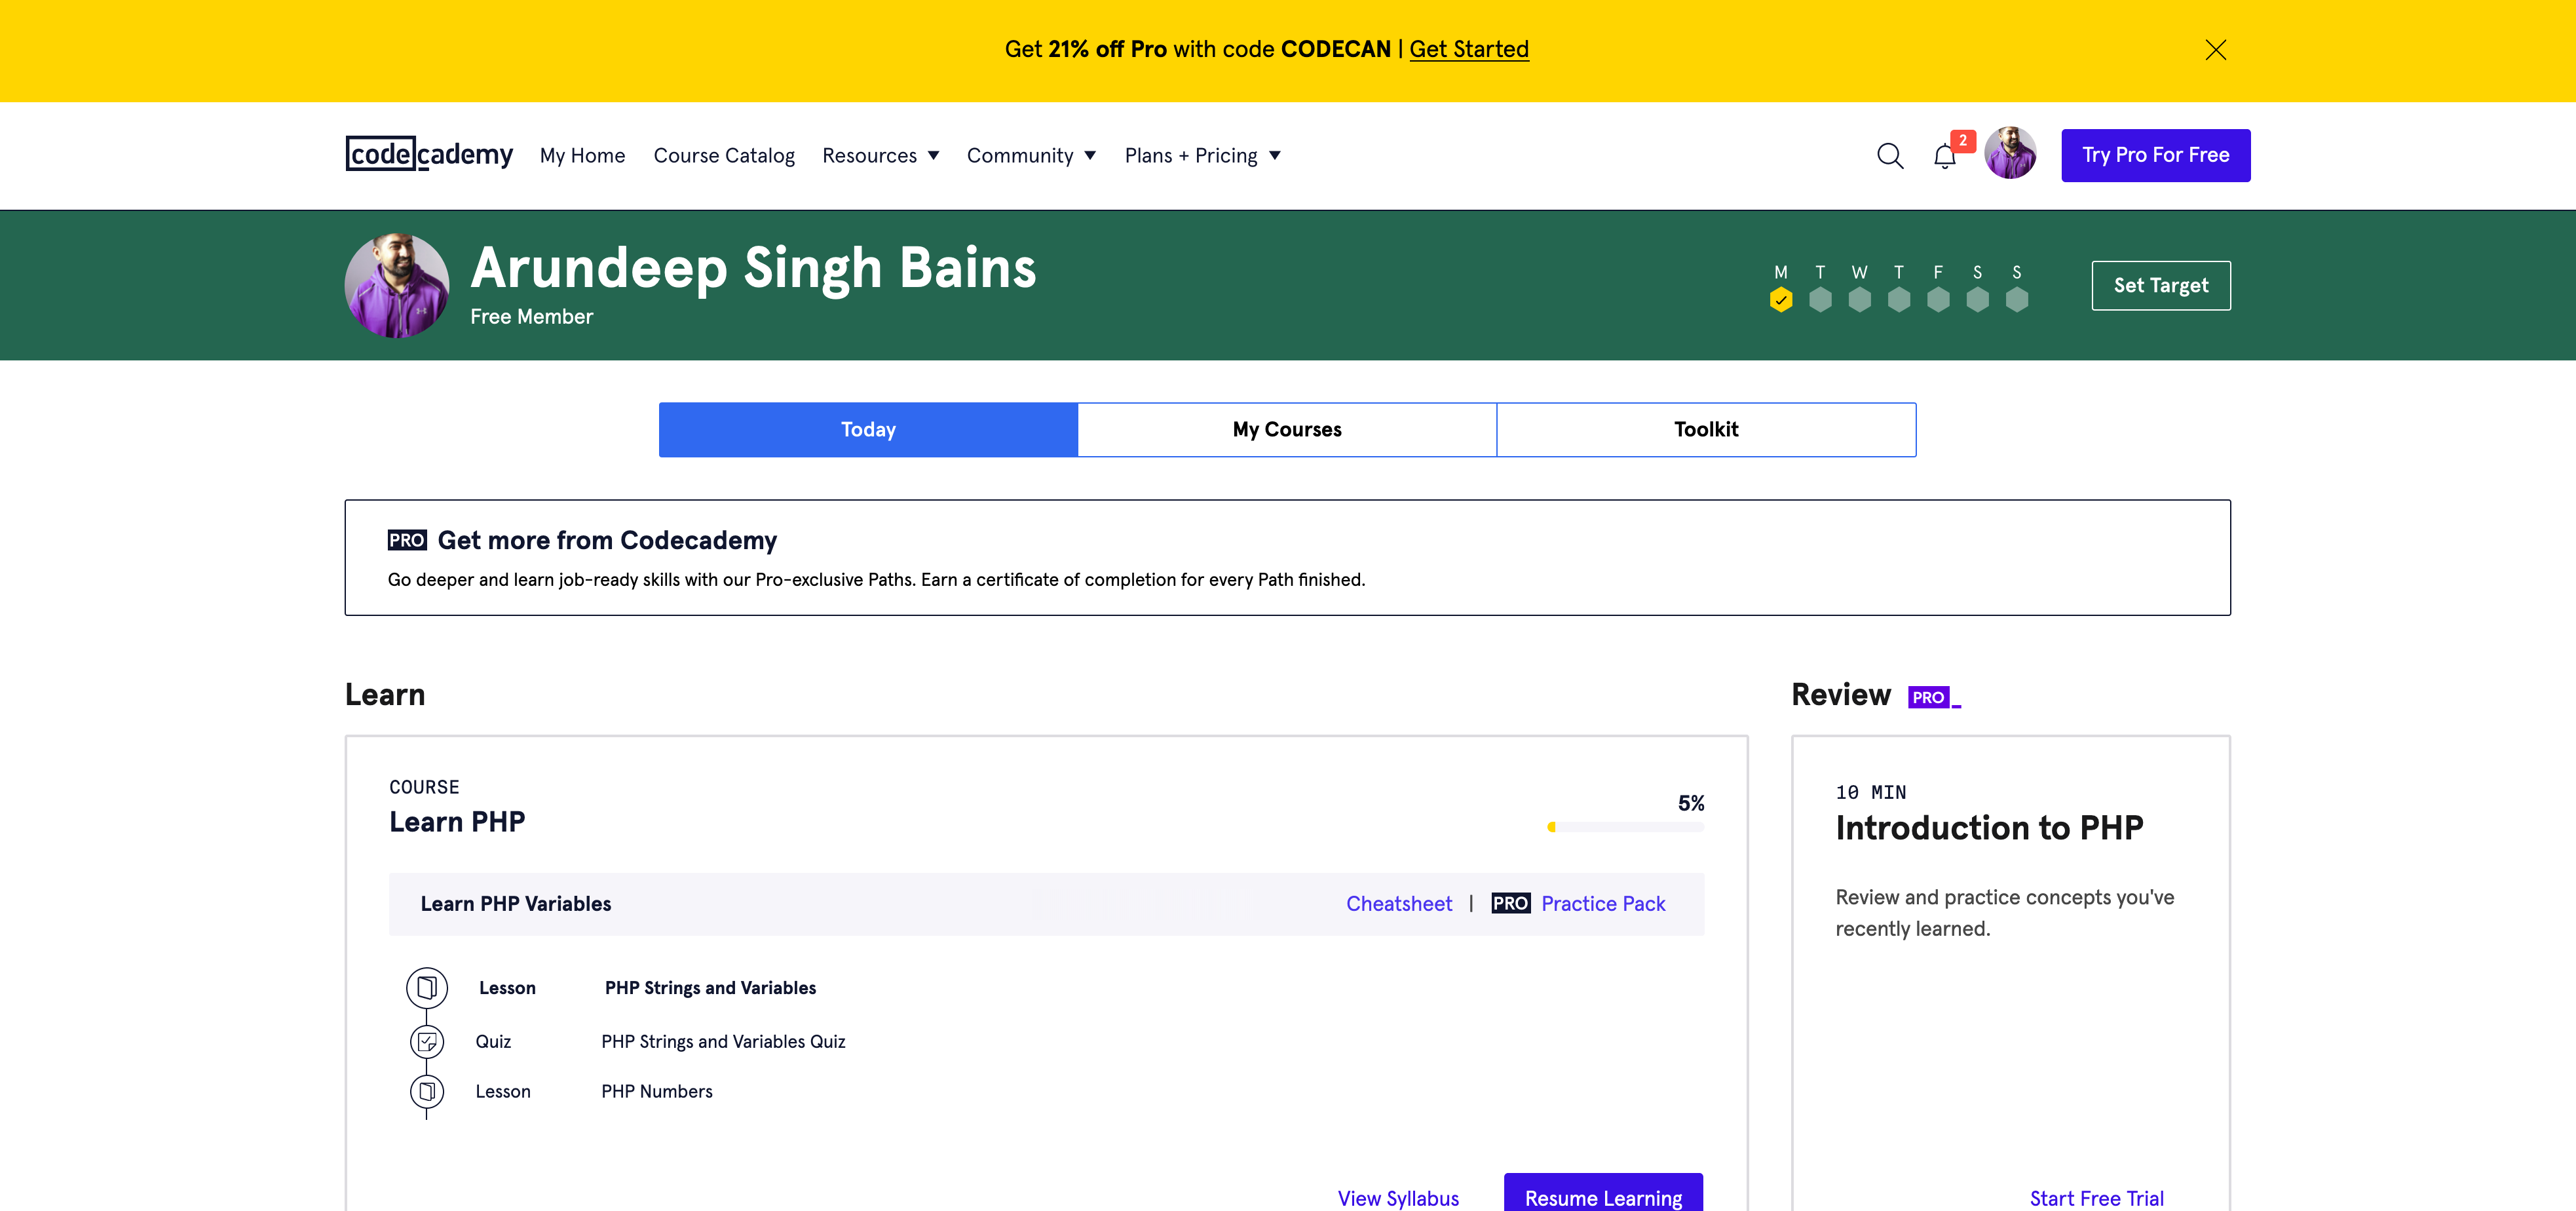 Get 21% off Pro with code CODECAN | Get Started
codecademy My Home Course Catalog Resources Community Plans + Pricing 2 Try Pro For Free
Arundeep Singh Bains
Free Member
M T W T F S S
Set Target
Today My Courses Toolkit
PRO Get more from Codecademy
Go deeper and learn job-ready skills with our Pro-exclusive Paths. Earn a certificate of completion for every Path finished.
Learn
COURSE
Learn PHP
5%
Learn PHP Variables Cheatsheet | PRO Practice Pack
Lesson PHP Strings and Variables
Quiz PHP Strings and Variables Quiz
Lesson PHP Numbers
View Syllabus Resume Learning
Review PRO_
10 MIN
Introduction to PHP
Review and practice concepts you've
recently learned.
Start Free Trial